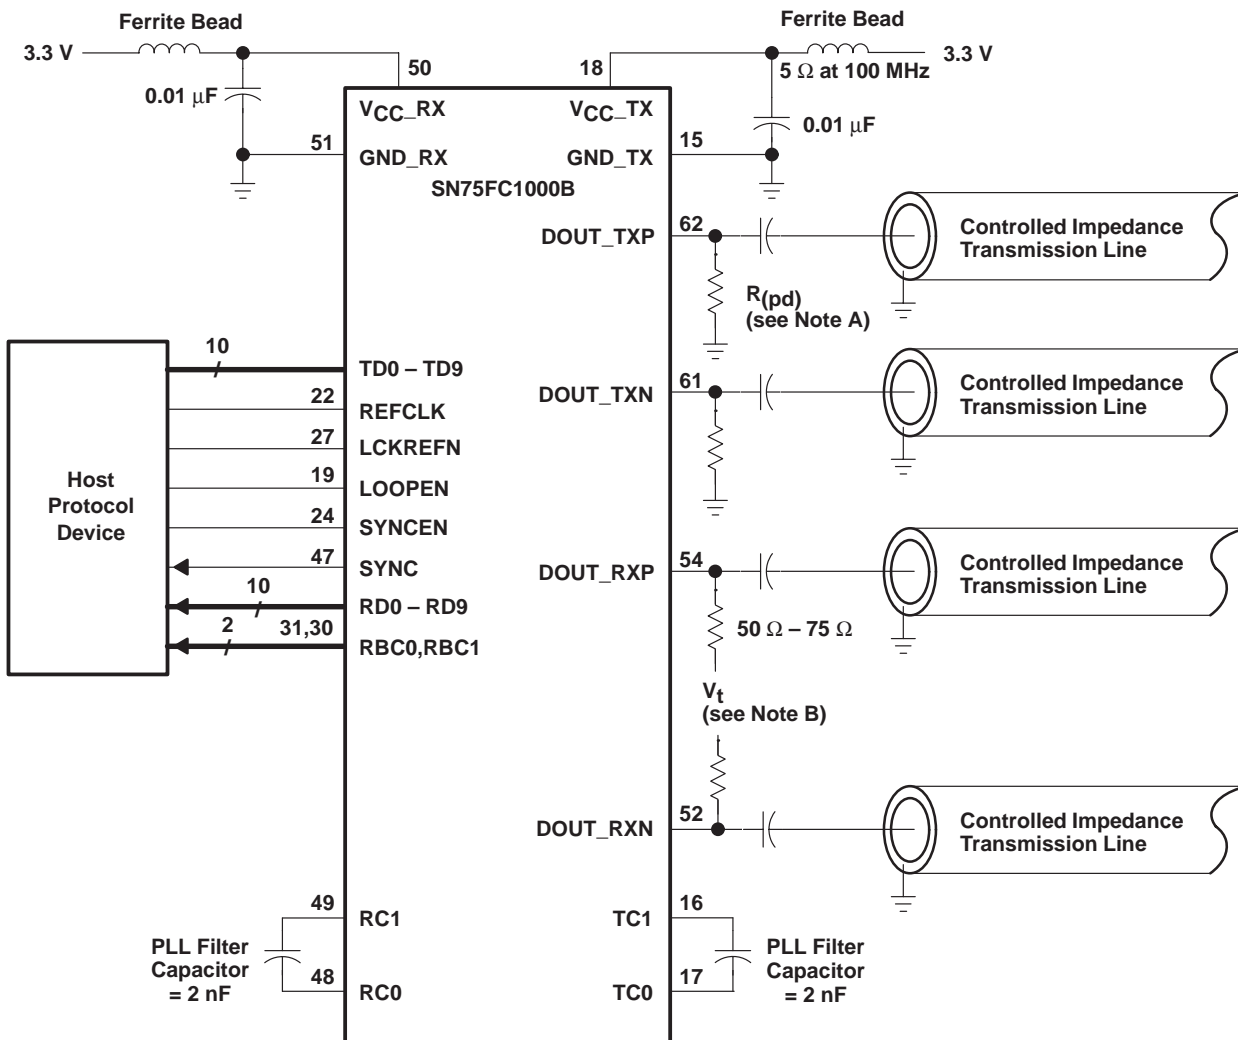 Ferrite Bead
3.3 V
0.01 μF
50
51
Ferrite Bead
3.3 V
5 Ω at 100 MHz
18
0.01 μF
15
VCC_RX
VCC_TX
GND_RX
GND_TX
SN75FC1000B
DOUT_TXP
62
R(pd)
(see Note A)
Controlled Impedance
Transmission Line
DOUT_TXN
61
Controlled Impedance
Transmission Line
Host
Protocol
Device
10
TD0 – TD9
22
REFCLK
27
LCKREFN
19
LOOPEN
24
SYNCEN
47
SYNC
10
RD0 – RD9
2
31,30
RBC0,RBC1
DOUT_RXP
54
50 Ω – 75 Ω
Vt
(see Note B)
Controlled Impedance
Transmission Line
DOUT_RXN
52
Controlled Impedance
Transmission Line
49
RC1
PLL Filter
Capacitor
= 2 nF
48
RC0
TC1
16
PLL Filter
Capacitor
= 2 nF
TC0
17